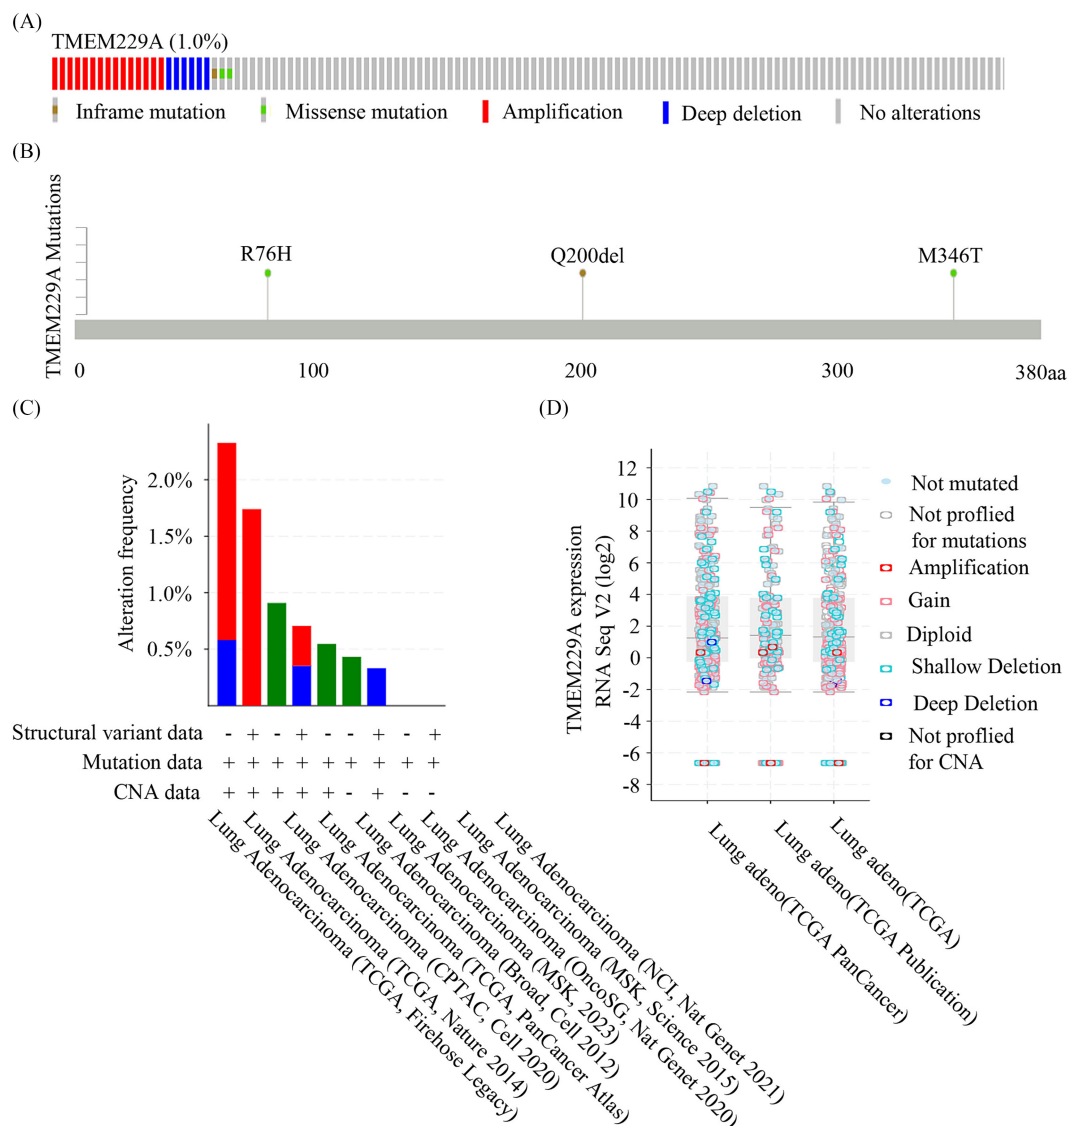 (A)
TMEM229A (1.0%)
Inframe mutation
Missense mutation
Amplification
Deep deletion
No alterations
(B)
TMEM229A Mutations
R76H
Q200del
M346T
0
100
200
300
380aa
(C)
Alteration frequency
2.0%
1.5%
1.0%
0.5%
Structural variant data
- + - + - + +
Mutation data
+ + + + + + + + +
CNA data
+ + + + + - + - -
Lung Adenocarcinoma (TCGA, Firehose Legacy)
Lung Adenocarcinoma (TCGA, Nature 2014)
Lung Adenocarcinoma (CPTAC, Cell 2020)
Lung Adenocarcinoma (TCGA, PanCancer Atlas)
Lung Adenocarcinoma (Broad, Cell 2012)
Lung Adenocarcinoma (MSK, 2023)
Lung Adenocarcinoma (OncoSG, Nat Genet 2020)
Lung Adenocarcinoma (MSK, Science 2015)
Lung Adenocarcinoma (NCI, Nat Genet 2021)
(D)
TMEM229A expression
RNA Seq V2 (log2)
12
10
8
6
4
2
0
-2
-4
-6
-8
Lung adeno(TCGA PanCancer)
Lung adeno(TCGA Publication)
Lung adeno(TCGA)
Not mutated
Not proflied
for mutations
Amplification
Gain
Diploid
Shallow Deletion
Deep Deletion
Not proflied
for CNA